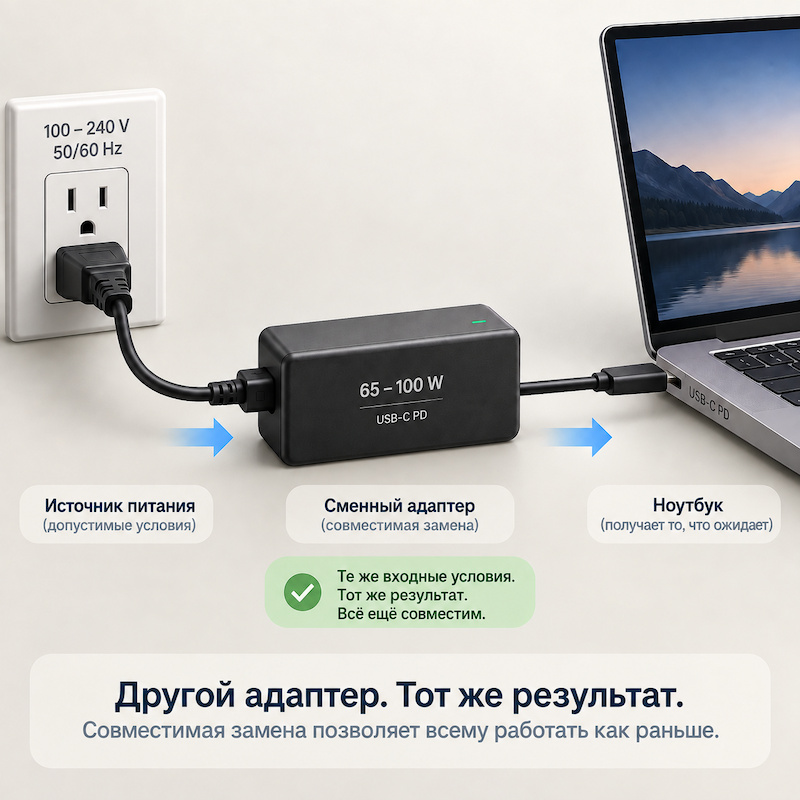 100 – 240 V
50/60 Hz
65 – 100 W
USB-C PD
USB-C PD
Источник питания
(допустимые условия)
Сменный адаптер
(совместимая замена)
Ноутбук
(получает то, что ожидает)
Те же входные условия.
Тот же результат.
Всё ещё совместим.
Другой адаптер. Тот же результат.
Совместимая замена позволяет всему работать как раньше.